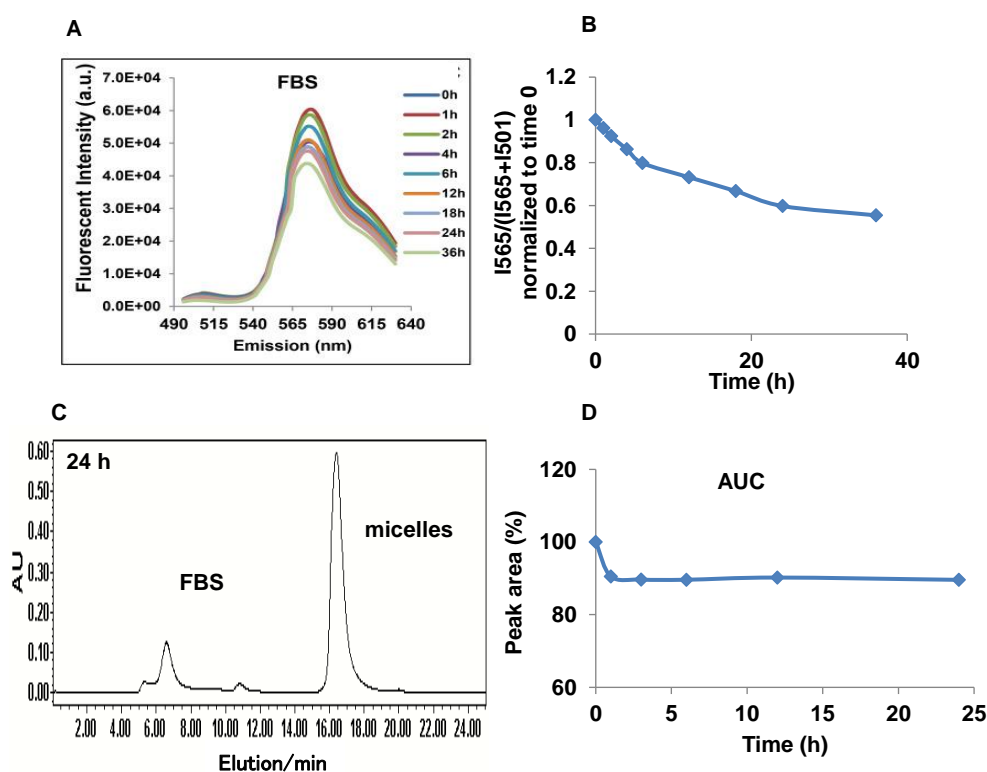 A
FBS
:
Fluorescent Intensity (a.u.)
7.0E+04
6.0E+04
5.0E+04
4.0E+04
3.0E+04
2.0E+04
1.0E+04
0.0E+00
490 515 540 565 590 615 640
Emission (nm)
0h
1h
2h
4h
6h
12h
18h
24h
36h
B
I565/(I565+I501)
normalized to time 0
1.2
1
0.8
0.6
0.4
0.2
0
0 20 40
Time (h)
C
24 h
AU
0.60
0.50
0.40
0.30
0.20
0.10
0.00
FBS
micelles
2.00 4.00 6.00 8.00 10.00 12.00 14.00 16.00 18.00 20.00 22.00 24.00
Elution/min
D
AUC
Peak area (%)
120
100
80
60
0 5 10 15 20 25
Time (h)